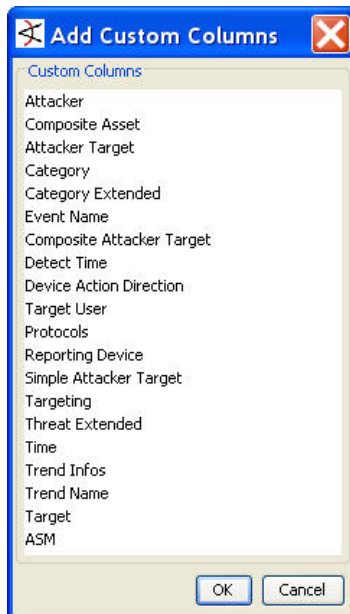 Add Custom Columns
Custom Columns
Attacker
Composite Asset
Attacker Target
Category
Category Extended
Event Name
Composite Attacker Target
Detect Time
Device Action Direction
Target User
Protocols
Reporting Device
Simple Attacker Target
Targeting
Threat Extended
Time
Trend Infos
Trend Name
Target
ASM
OK Cancel